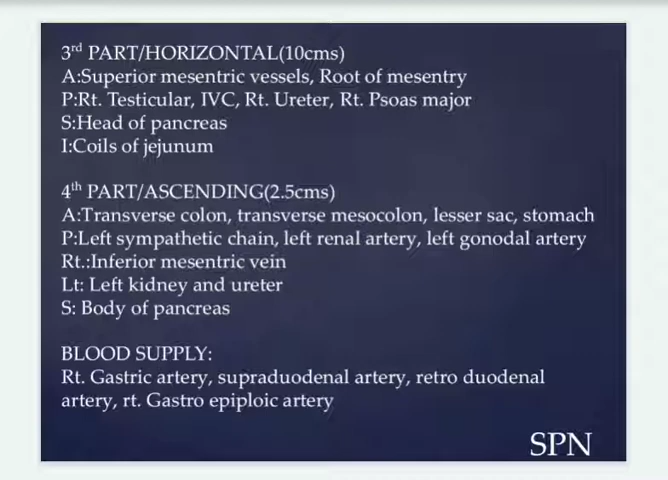 3rd PART/HORIZONTAL(10cms)
A:Superior mesentric vessels, Root of mesentry
P:Rt. Testicular, IVC, Rt. Ureter, Rt. Psoas major
S:Head of pancreas
I:Coils of jejunum
4th PART/ASCENDING(2.5cms)
A:Transverse colon, transverse mesocolon, lesser sac, stomach
P:Left sympathetic chain, left renal artery, left gonodal artery
Rt.:Inferior mesentric vein
Lt: Left kidney and ureter
S: Body of pancreas
BLOOD SUPPLY:
Rt. Gastric artery, supraduodenal artery, retro duodenal
artery, rt. Gastro epiploic artery
SPN